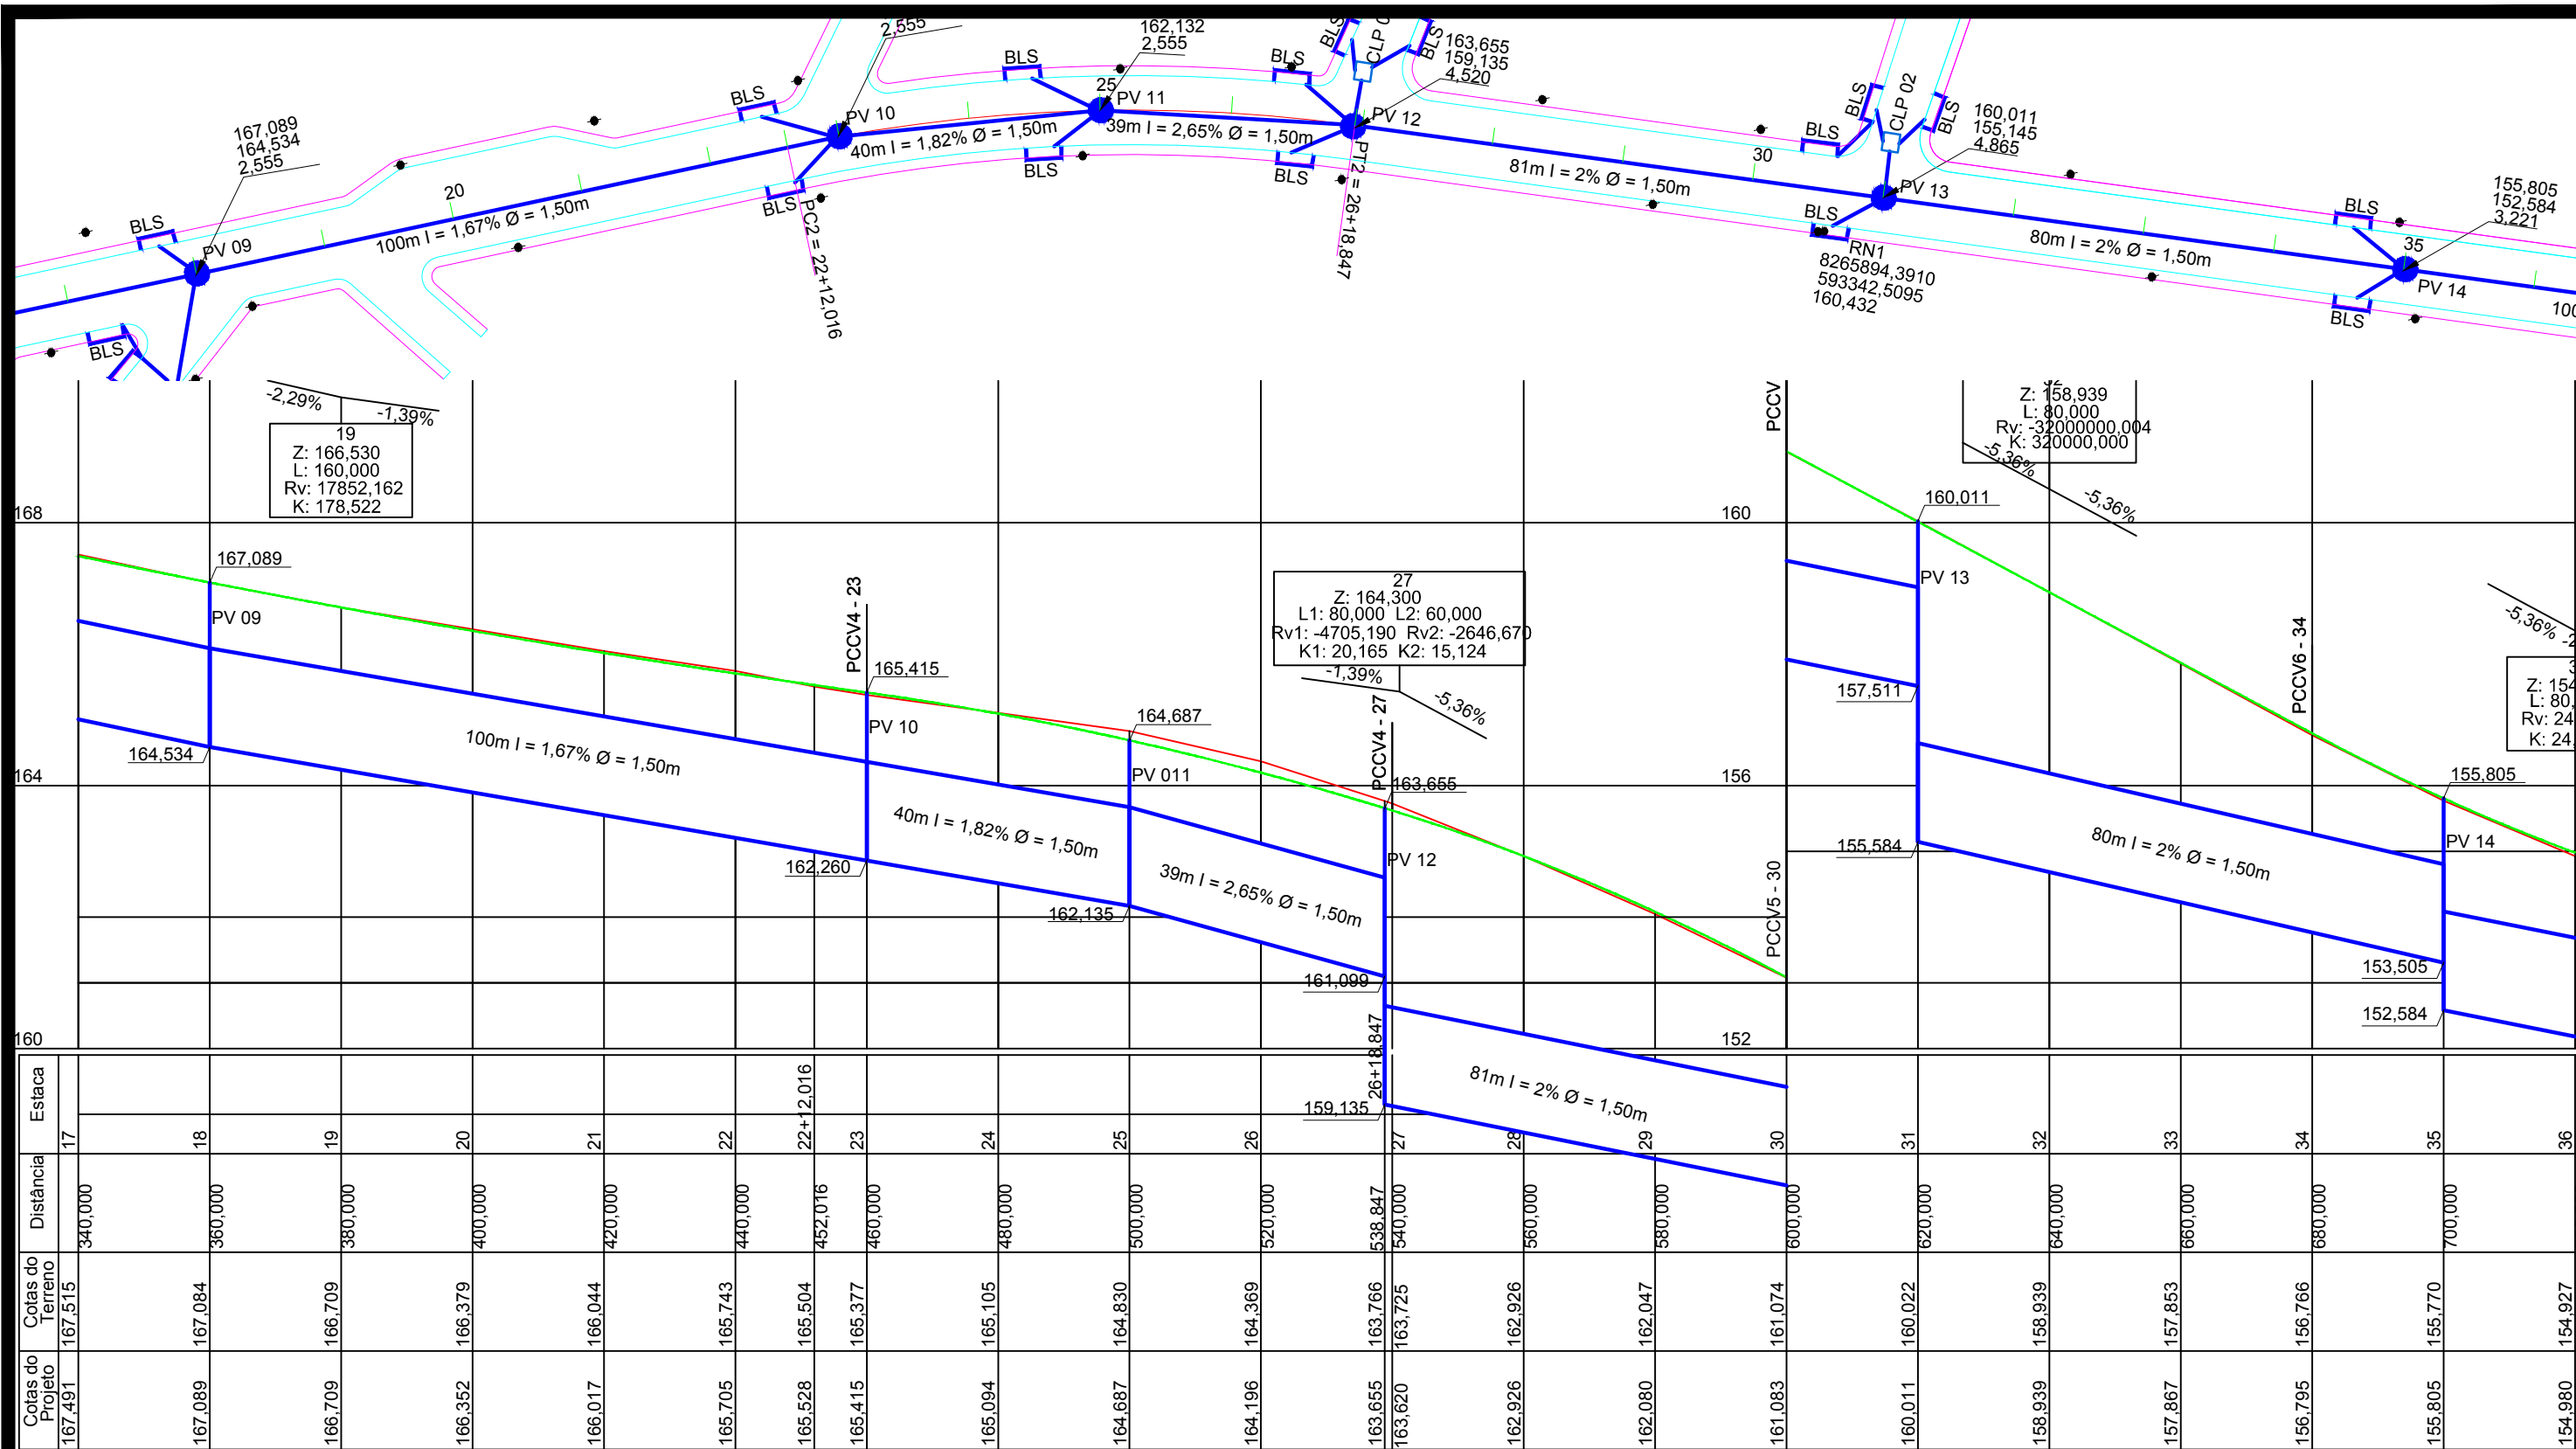 2,555
162,132
2,555
BLS
BLS
BLS
CLP 0
BLS
163,655
159,135
4,520
167,089
164,534
2,555
BLS
PV 10
25
PV 11
PV 12
BLS
CLP 02
BLS
160,011
155,145
4,865
40m I = 1,82% Ø = 1,50m
39m I = 2,65% Ø = 1,50m
BLS
BLS
BLS
30
81m I = 2% Ø = 1,50m
PV 13
155,805
152,584
3,221
20
BLS
PV 09
100m I = 1,67% Ø = 1,50m
BLS
PC2 = 22+12,016
PT2 = 26+18,847
BLS
RN1
8265894,3910
593342,5095
160,432
80m I = 2% Ø = 1,50m
BLS
35
PV 14
BLS
100
BLS
-2,29%
-1,39%
19
Z: 166,530
L: 160,000
Rv: 17852,162
K: 178,522
PCCV
Z: 158,939
L: 80,000
Rv: -32000000,004
K: 320000,000
-5,36%
-5,36%
168
160
160,011
167,089
PV 09
PCCV4 - 23
165,415
PV 10
27
Z: 164,300
L1: 80,000 L2: 60,000
Rv1: -4705,190 Rv2: -2646,670
K1: 20,165 K2: 15,124
-1,39%
-5,36%
PV 13
PCCV6 - 34
-5,36%
Z: 154
L: 80,
Rv: 24
K: 24,
157,511
164,534
100m I = 1,67% Ø = 1,50m
164,687
PV 011
PCCV4 - 27
163,655
164
156
155,805
40m I = 1,82% Ø = 1,50m
162,260
PV 12
39m I = 2,65% Ø = 1,50m
162,135
PCCV5 - 30
155,584
80m I = 2% Ø = 1,50m
PV 14
153,505
161,099
152,584
160
152
26+18,847
159,135
81m I = 2% Ø = 1,50m
Estaca
17
18
19
20
21
22
22+12,016
23
24
25
26
27
28
29
30
31
32
33
34
35
36
Distância
340,000
360,000
380,000
400,000
420,000
440,000
452,016
460,000
480,000
500,000
520,000
538,847
540,000
560,000
580,000
600,000
620,000
640,000
660,000
680,000
700,000
Cotas do
Terreno
167,515
167,084
166,709
166,379
166,044
165,743
165,504
165,377
165,105
164,830
164,369
163,766
163,725
162,926
162,047
161,074
160,022
158,939
157,853
156,766
155,770
154,927
Cotas do
Projeto
167,491
167,089
166,709
166,352
166,017
165,705
165,528
165,415
165,094
164,687
164,196
163,655
163,620
162,926
162,080
161,083
160,011
158,939
157,867
156,795
155,805
154,980